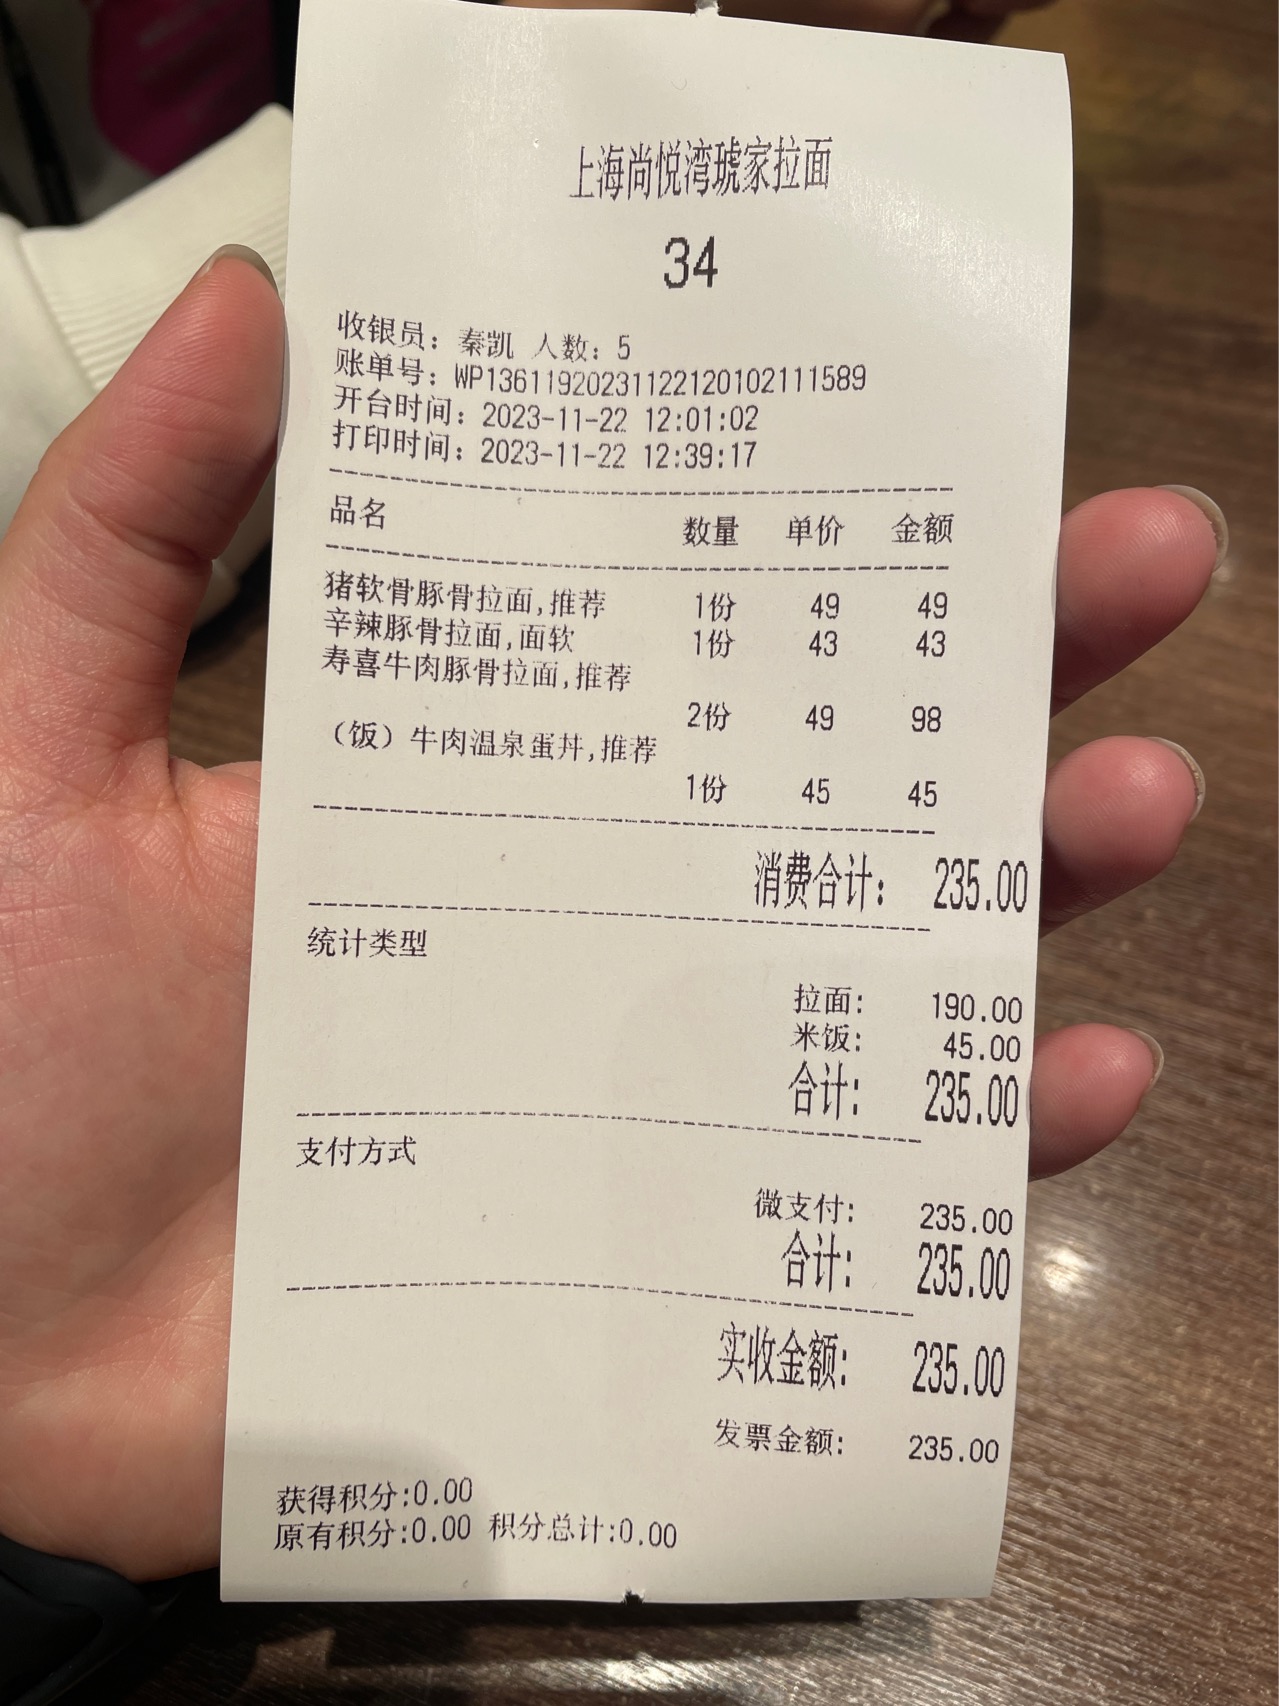 上海尚悦湾琥家拉面
34
收银员：秦凯 人数：5
账单号：WP13611920231122120102111589
开台时间：2023-11-22 12:01:02
打印时间：2023-11-22 12:39:17
品名 数量 单价 金额
猪软骨豚骨拉面,推荐 1份 49 49
辛辣豚骨拉面,面软 1份 43 43
寿喜牛肉豚骨拉面,推荐
2份 49 98
（饭）牛肉温泉蛋丼,推荐
1份 45 45
消费合计： 235.00
统计类型
拉面: 190.00
米饭: 45.00
合计: 235.00
支付方式
微支付: 235.00
合计: 235.00
实收金额: 235.00
发票金额: 235.00
获得积分:0.00
原有积分:0.00 积分总计:0.00